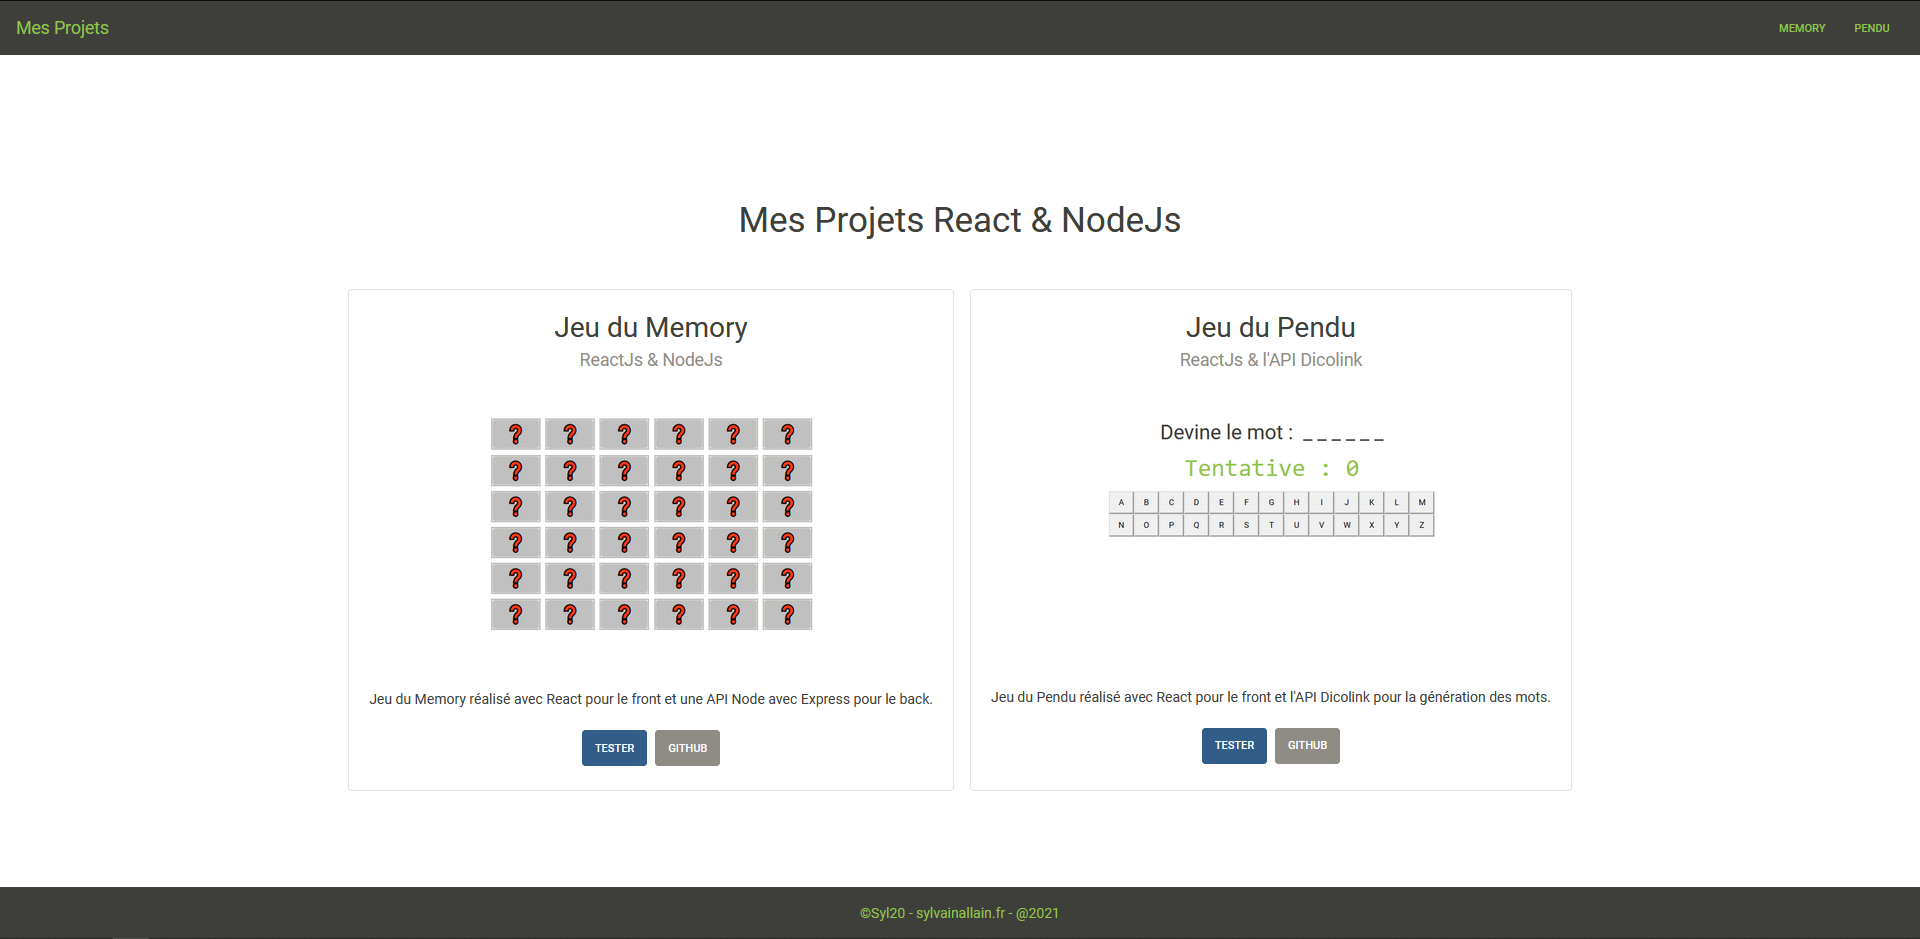 Mes Projets
MEMORY PENDU
Mes Projets React & NodeJs
Jeu du Memory
ReactJs & NodeJs
? ? ? ? ? ?
? ? ? ? ? ?
? ? ? ? ? ?
? ? ? ? ? ?
? ? ? ? ? ?
? ? ? ? ? ?
Jeu du Memory réalisé avec React pour le front et une API Node avec Express pour le back.
TESTER GITHUB
Jeu du Pendu
ReactJs & l'API Dicolink
Devine le mot : _ _ _ _ _ _
Tentative : 0
A B C D E F G H I J K L M
N O P Q R S T U V W X Y Z
Jeu du Pendu réalisé avec React pour le front et l'API Dicolink pour la génération des mots.
TESTER GITHUB
©Syl20 - sylvainallain.fr - @2021